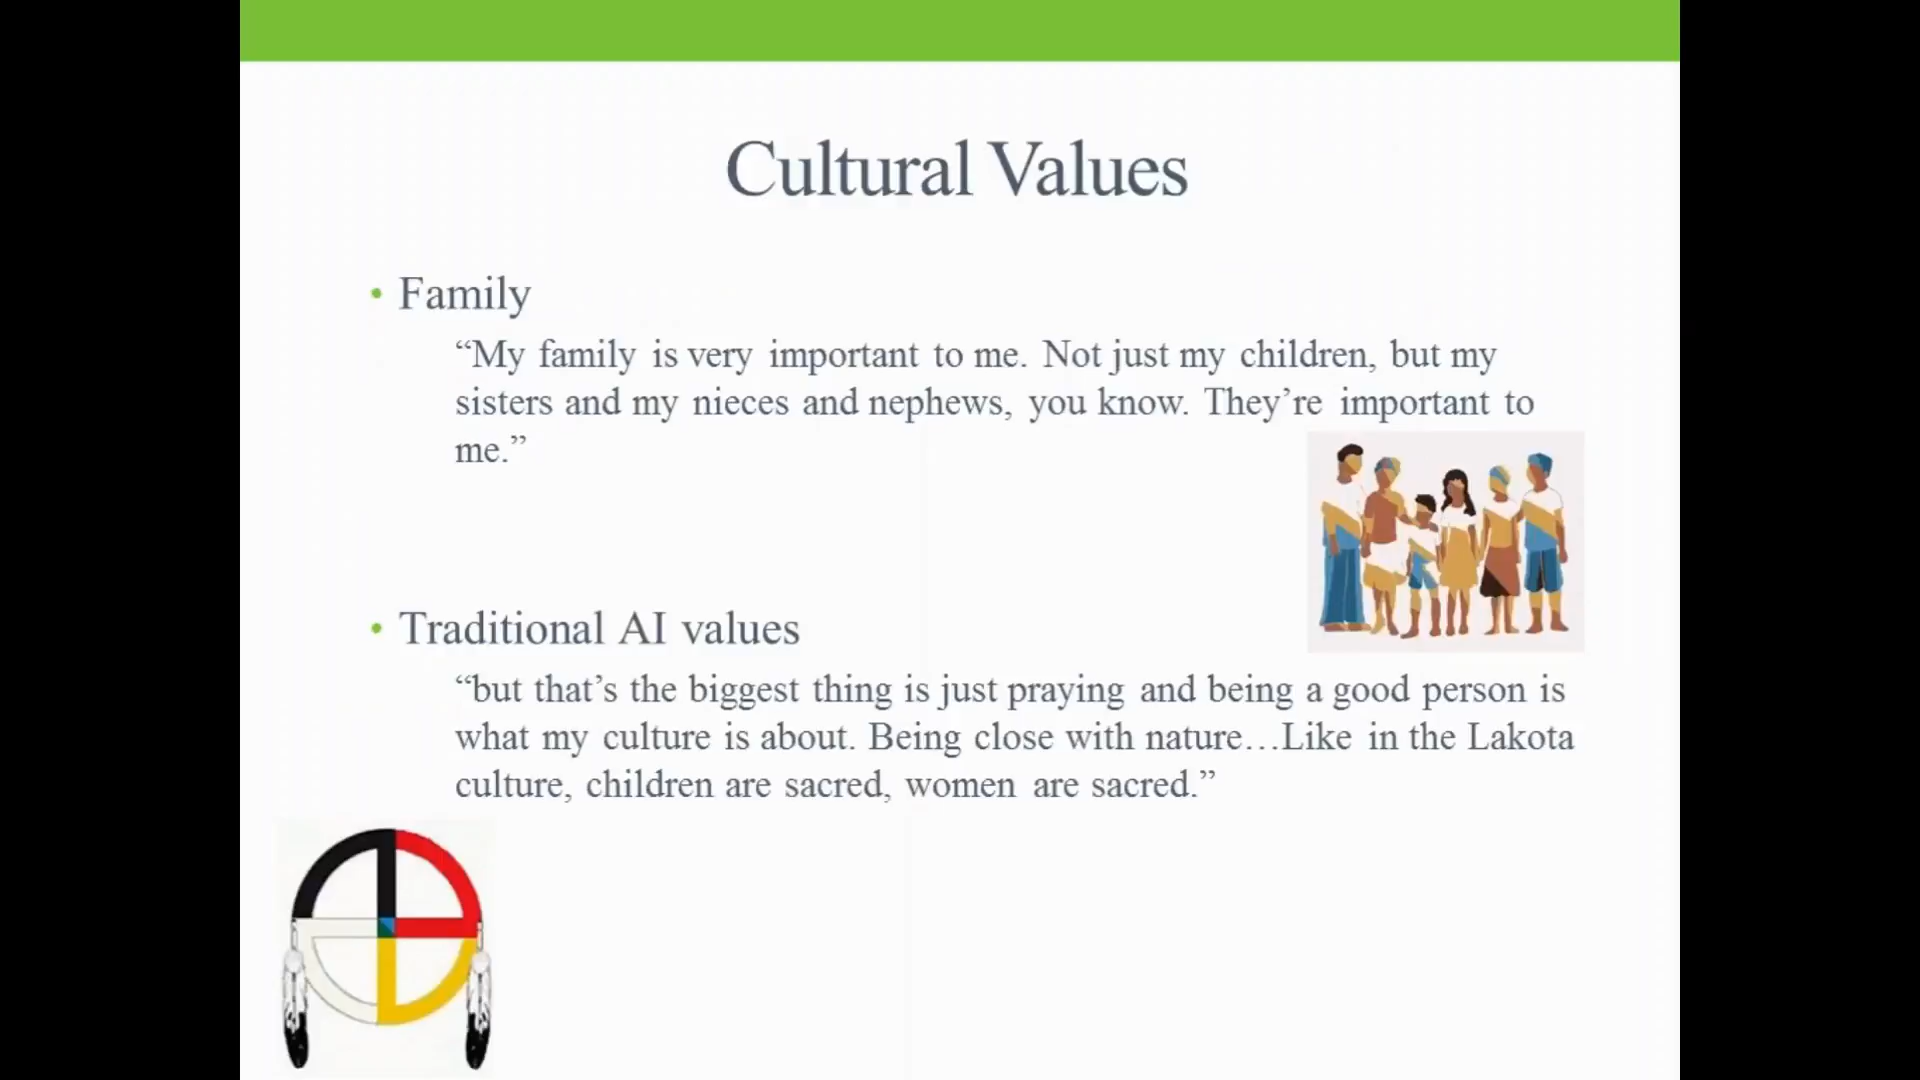 Cultural Values
• Family
“My family is very important to me. Not just my children, but my
sisters and my nieces and nephews, you know. They’re important to
me.”
• Traditional AI values
“but that’s the biggest thing is just praying and being a good person is
what my culture is about. Being close with nature…Like in the Lakota
culture, children are sacred, women are sacred.”